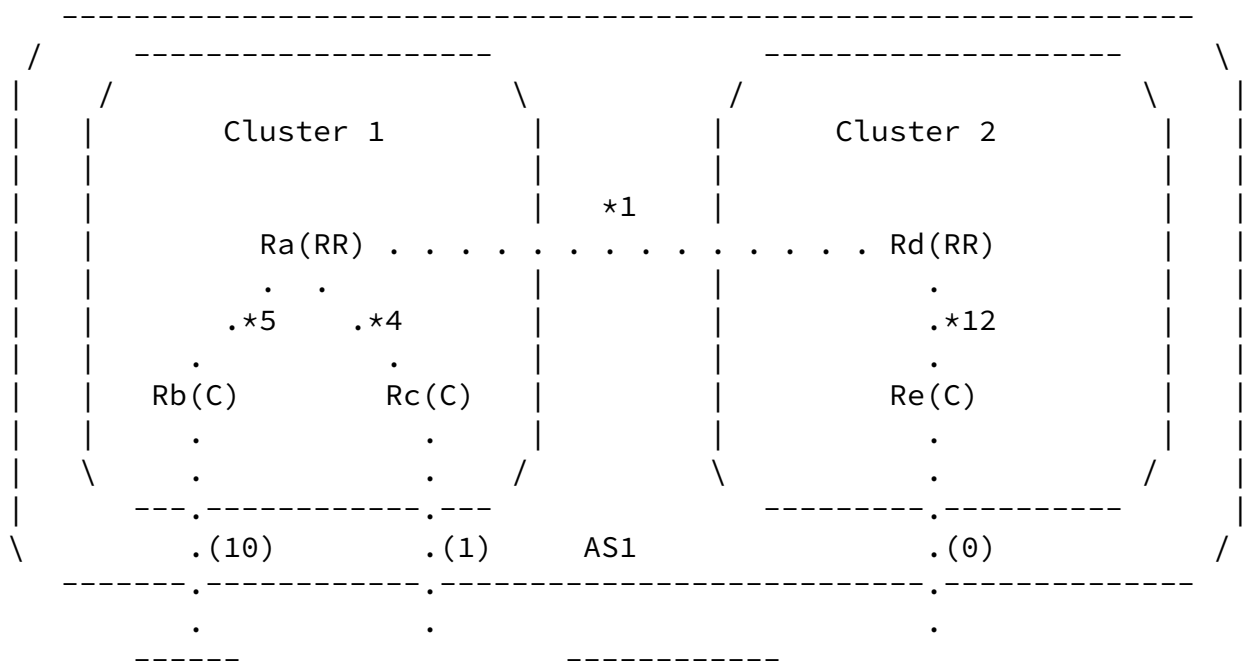 Cluster 1 Cluster 2
*1
Ra(RR) . . . . . . . . . . . . . . Rd(RR)
.*5 .*4 .*12
Rb(C) Rc(C) Re(C)
.(10) .(1) AS1 .(0)